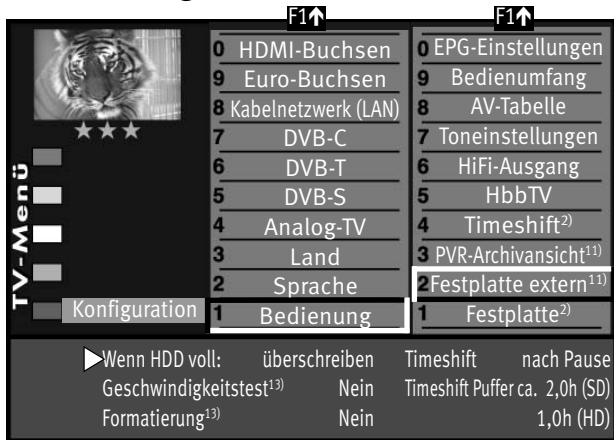 F1↑ F1↑
0 HDMI-Buchsen
9 Euro-Buchsen
8 Kabelnetzwerk (LAN)
7 DVB-C
6 DVB-T
5 DVB-S
4 Analog-TV
3 Land
2 Sprache
1 Bedienung
0 EPG-Einstellungen
9 Bedienumfang
8 AV-Tabelle
7 Toneinstellungen
6 HiFi-Ausgang
5 HbbTV
4 Timeshift2)
3 PVR-Archivansicht11)
2 Festplatte extern11)
1 Festplatte2)
TV-Menü
Konfiguration
Wenn HDD voll: überschreiben
Geschwindigkeitstest13) Nein
Formatierung13) Nein
Timeshift nach Pause
Timeshift Puffer ca. 2,0h (SD)
1,0h (HD)